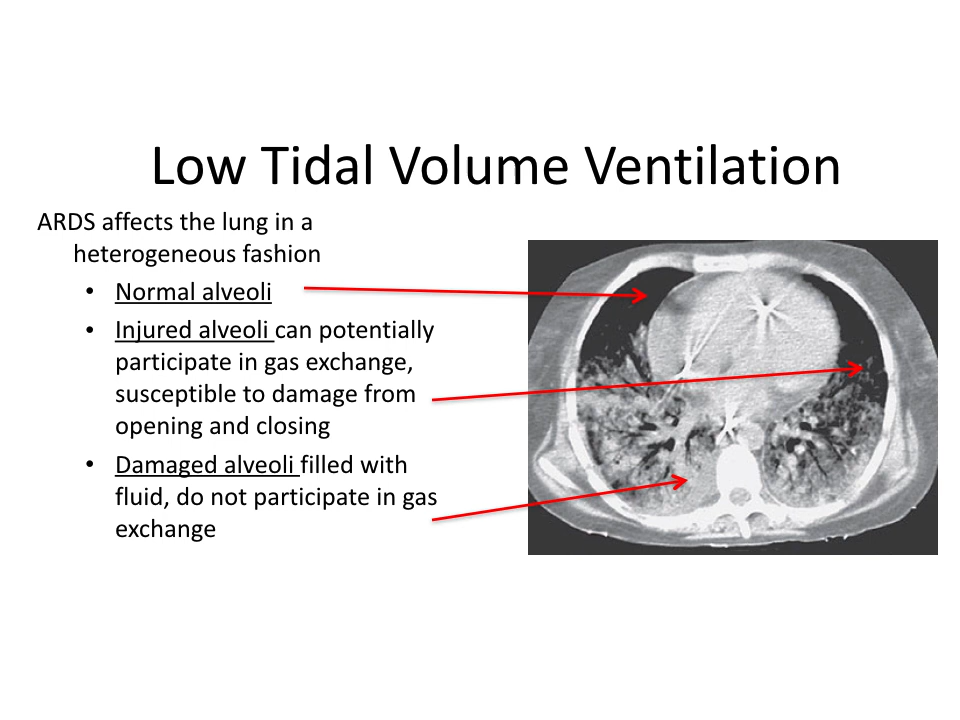 Low Tidal Volume Ventilation
ARDS affects the lung in a
heterogeneous fashion
• Normal alveoli
• Injured alveoli can potentially
participate in gas exchange,
susceptible to damage from
opening and closing
• Damaged alveoli filled with
fluid, do not participate in gas
exchange